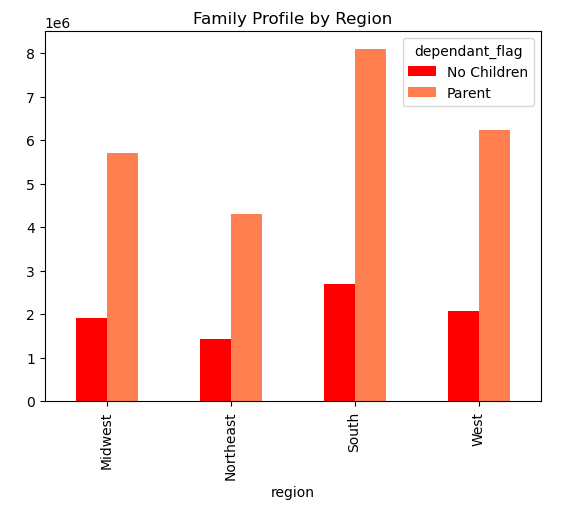 Family Profile by Region
1e6
dependant_flag
No Children
Parent
8
7
6
5
4
3
2
1
0
Midwest
Northeast
South
West
region